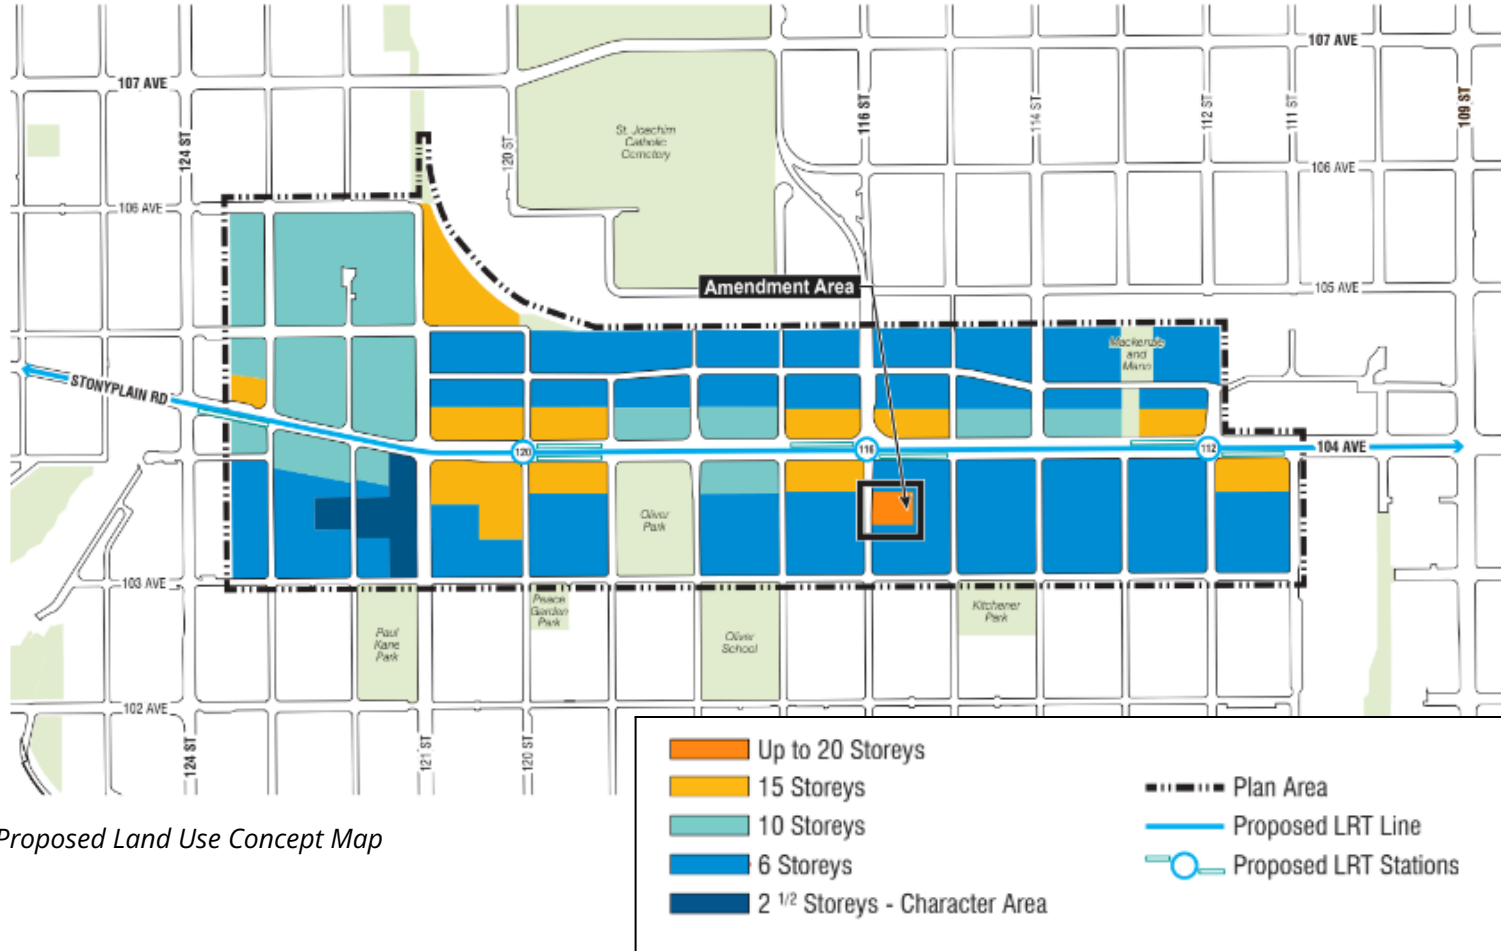 107 AVE
107 AVE
124 ST
120 ST
116 ST
114 ST
112 ST
111 ST
109 ST
St. Joachim
Catholic
Cemetery
106 AVE
106 AVE
Amendment Area
105 AVE
Mackenzie
and
Mann
STONYPLAIN RD
120
116
112
104 AVE
Oliver
Park
103 AVE
Peace
Garden
Park
Kitchener
Park
Paul
Kane
Park
Oliver
School
102 AVE
124 ST
121 ST
120 ST
Up to 20 Storeys
15 Storeys
10 Storeys
6 Storeys
2 1/2 Storeys - Character Area
Plan Area
Proposed LRT Line
Proposed LRT Stations
Proposed Land Use Concept Map